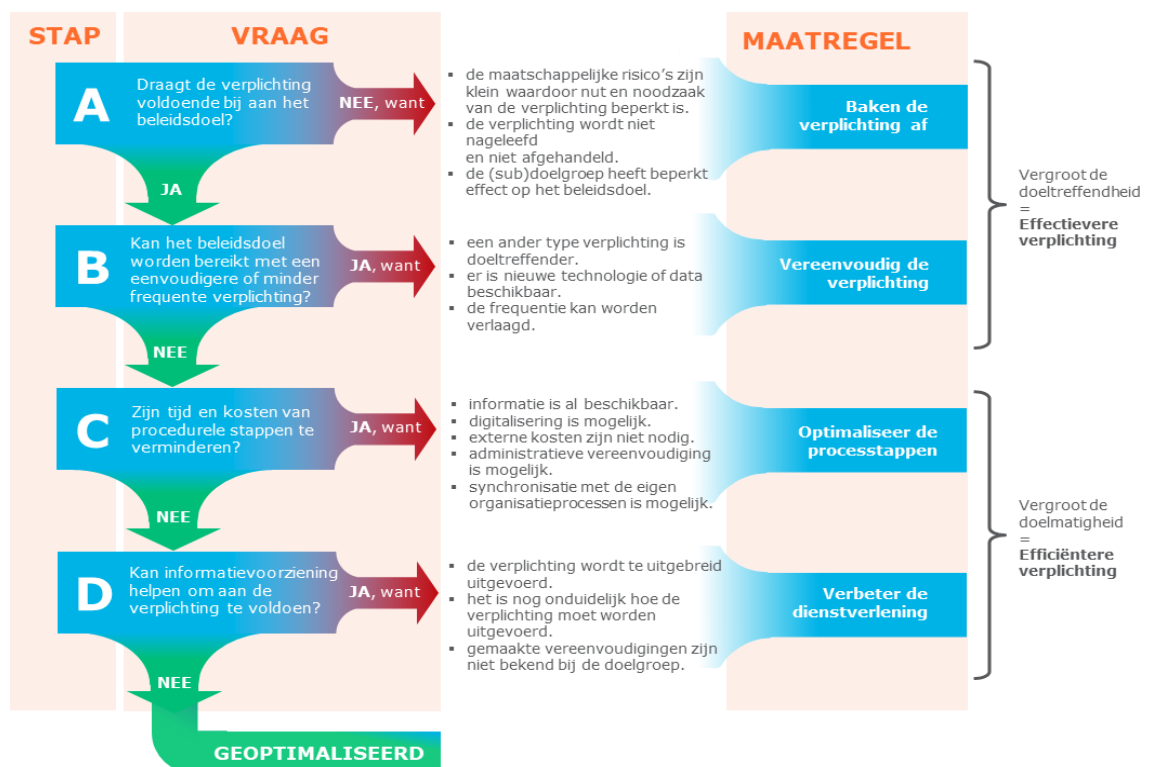 STAP
VRAAG
MAATREGEL
A
Draagt de verplichting
voldoende bij aan het
beleidsdoel?
NEE, want
▪ de maatschappelijke risico’s zijn
klein waardoor nut en noodzaak
van de verplichting beperkt is.
▪ de verplichting wordt niet
nageleefd
en niet afgehandeld.
▪ de (sub)doelgroep heeft beperkt
effect op het beleidsdoel.
Baken de
verplichting af
JA
B
Kan het beleidsdoel
worden bereikt met een
eenvoudigere of minder
frequente verplichting?
JA, want
▪ een ander type verplichting is
doeltreffender.
▪ er is nieuwe technologie of data
beschikbaar.
▪ de frequentie kan worden
verlaagd.
Vereenvoudig de
verplichting
Vergroot de
doeltreffendheid
=
Effectievere
verplichting
NEE
C
Zijn tijd en kosten van
procedurele stappen te
verminderen?
JA, want
▪ informatie is al beschikbaar.
▪ digitalisering is mogelijk.
▪ externe kosten zijn niet nodig.
▪ administratieve vereenvoudiging
is mogelijk.
▪ synchronisatie met de eigen
organisatieprocessen is mogelijk.
Optimaliseer de
processtappen
NEE
D
Kan informatievoorziening
helpen om aan de
verplichting te voldoen?
JA, want
▪ de verplichting wordt te uitgebreid
uitgevoerd.
▪ het is nog onduidelijk hoe de
verplichting moet worden
uitgevoerd.
▪ gemaakte vereenvoudigingen zijn
niet bekend bij de doelgroep.
Verbeter de
dienstverlening
Vergroot de
doelmatigheid
=
Efficiëntere
verplichting
NEE
GEOPTIMALISEERD